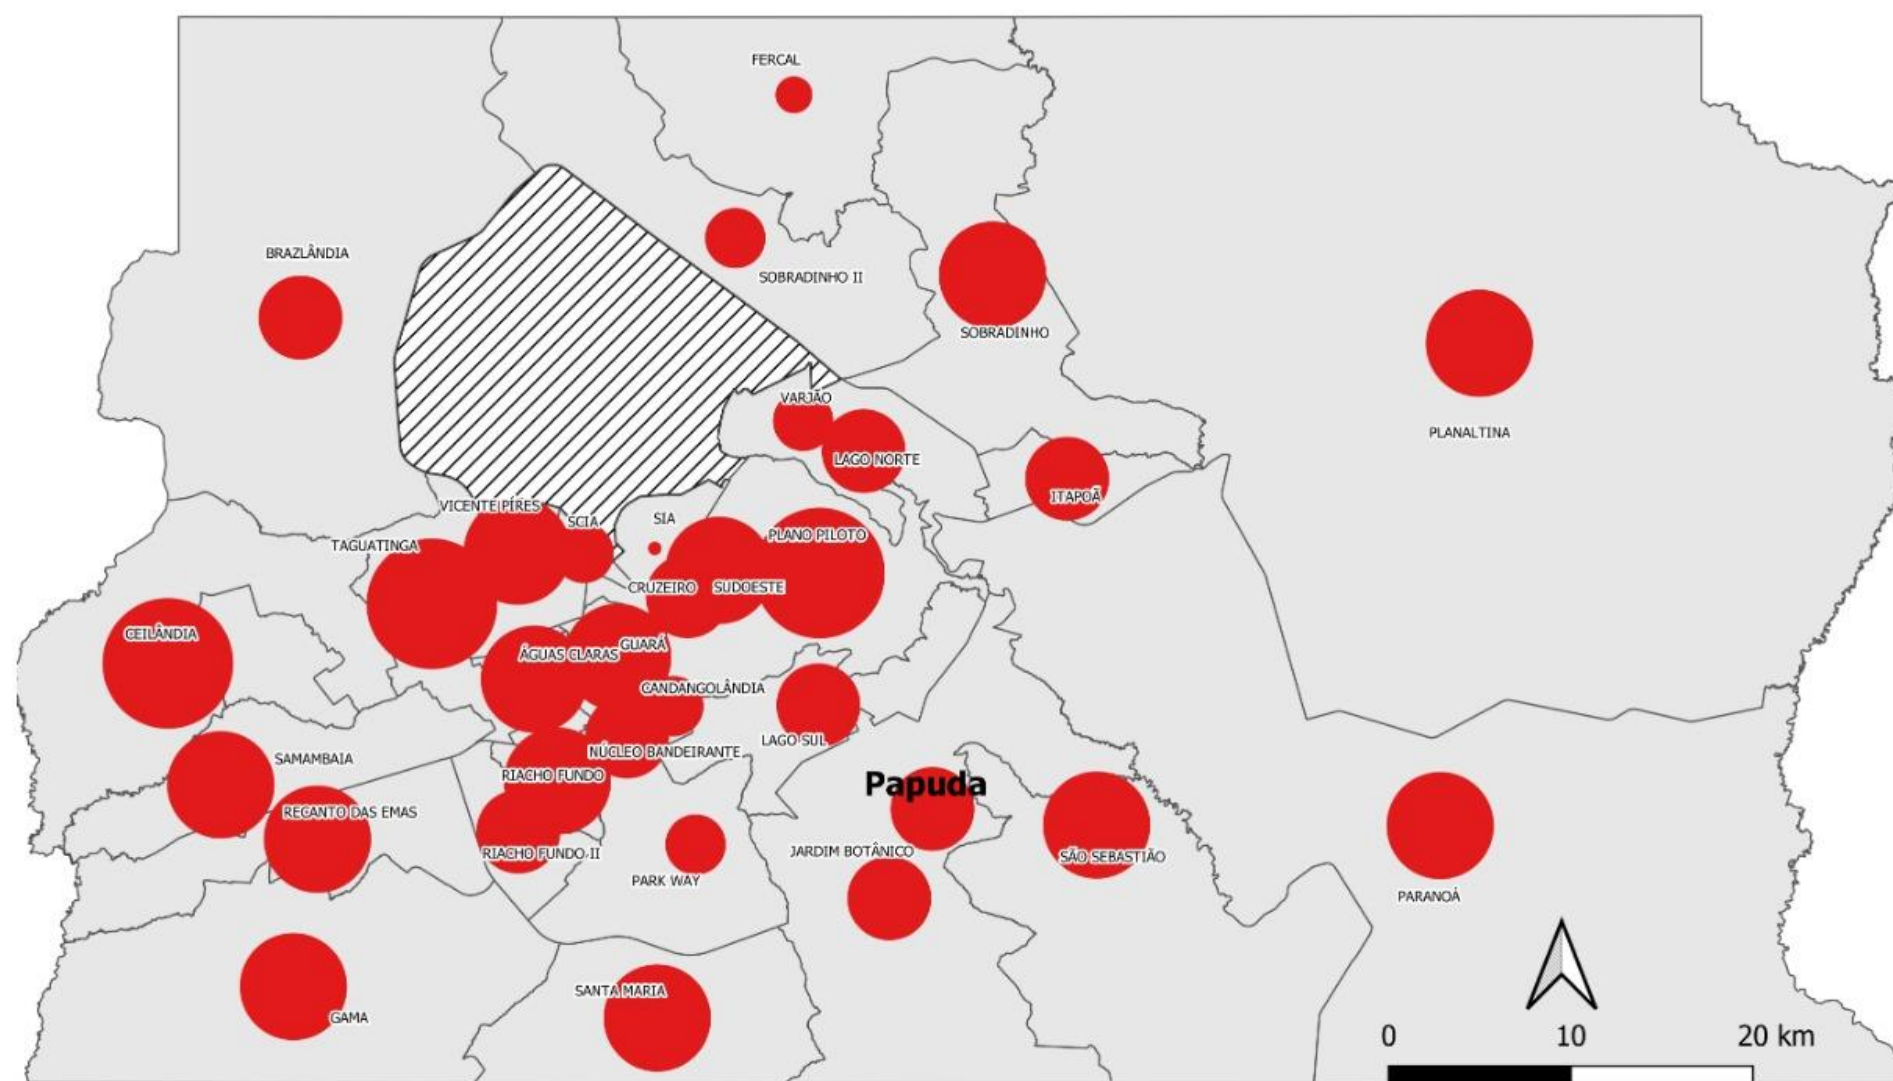 FERCAL
BRAZLÂNDIA
SOBRADINHO II
SOBRADINHO
VARJÃO
PLANALTINA
LAGO NORTE
ITAPOÃ
VICENTE PÍRES
SCIA
SIA
TAGUATINGA
PLANO PILOTO
CRUZEIRO
SUDOESTE
CEILÂNDIA
ÁGUAS CLARAS
GUARÁ
CANDANGOLÂNDIA
LAGO SUL
NÚCLEO BANDEIRANTE
SAMAMBAIA
RIACHO FUNDO
Papuda
RECANTO DAS EMAS
RIACHO FUNDO II
JARDIM BOTÂNICO
SÃO SEBASTIÃO
PARK WAY
PARANOÁ
SANTA MARIA
GAMA
0 10 20 km